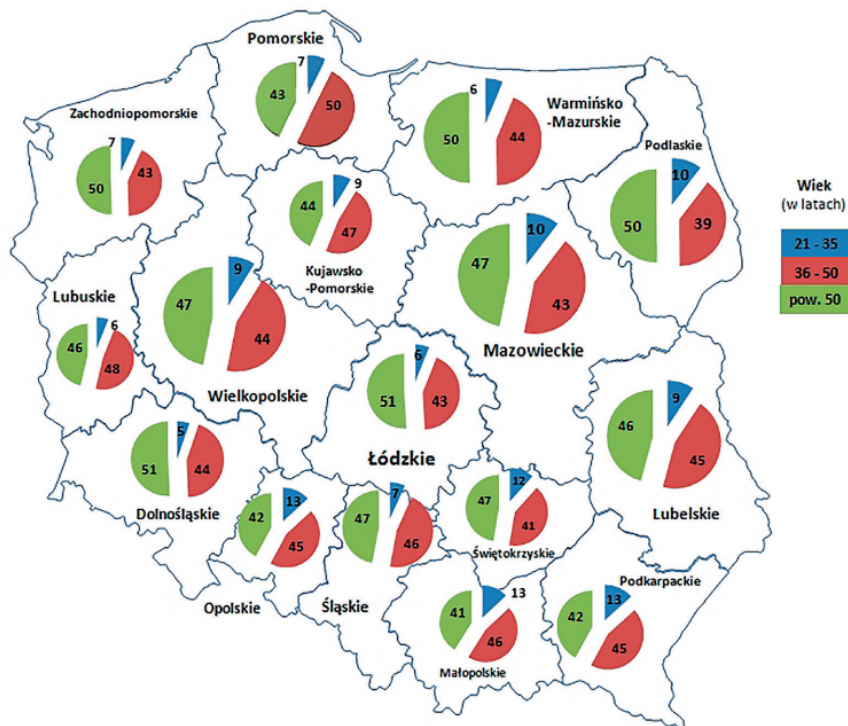 Pomorskie
7
43
50
Zachodniopomorskie
7
50
43
6
Warmińsko
-Mazurskie
50
44
Podlaskie
10
50
39
Wiek
(w latach)
21 - 35
36 - 50
pow. 50
9
44
47
Kujawsko
-Pomorskie
10
47
43
Mazowieckie
Lubuskie
6
46
48
9
47
44
Wielkopolskie
6
51
43
Łódzkie
9
46
45
Lubelskie
5
51
44
Dolnośląskie
13
42
45
Opolskie
7
47
46
Śląskie
12
47
41
Świętokrzyskie
Podkarpackie
13
42
45
13
41
46
Małopolskie